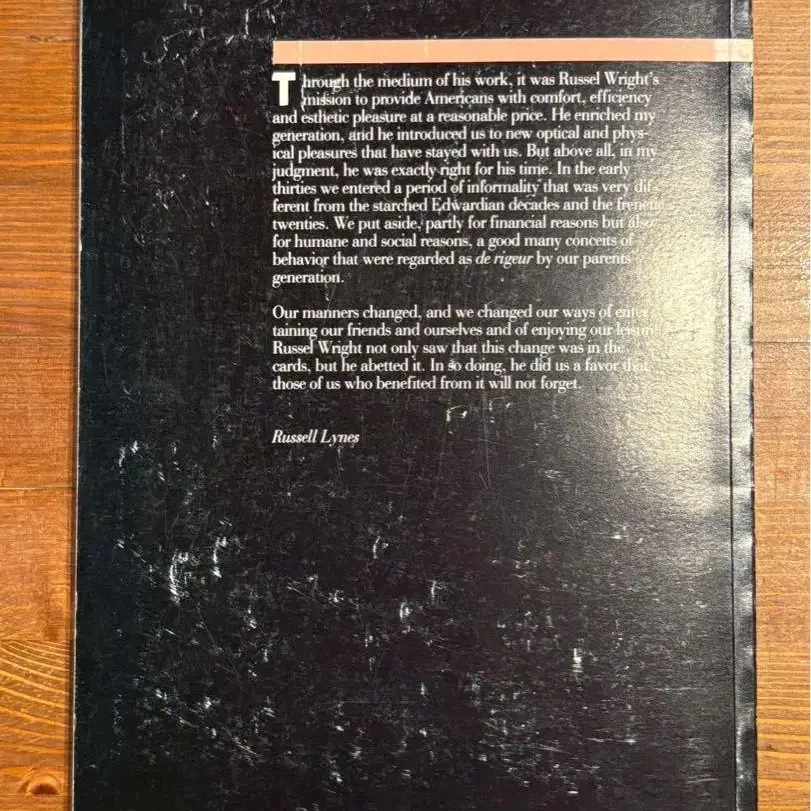 Through the medium of his work, it was Russel Wright's
mission to provide Americans with comfort, efficiency
and esthetic pleasure at a reasonable price. He enriched my
generation, and he introduced us to new optical and phys-
ical pleasures that have stayed with us. But above all, in my
judgment, he was exactly right for his time. In the early
thirties we entered a period of informality that was very dif-
ferent from the starched Edwardian decades and the frenetic
twenties. We put aside, partly for financial reasons but also
for humane and social reasons, a good many conceits of
behavior that were regarded as de rigeur by our parents'
generation.
Our manners changed, and we changed our ways of enter-
taining our friends and ourselves and of enjoying our leisure.
Russel Wright not only saw that this change was in the
cards, but he abetted it. In so doing, he did us a favor that
those of us who benefited from it will not forget.
Russell Lynes